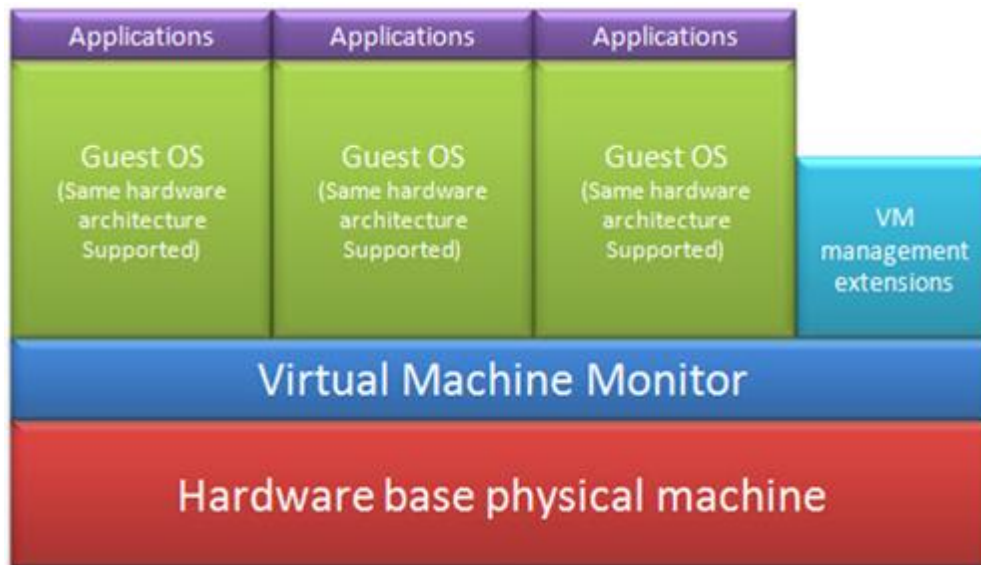 Applications
Applications
Applications
Guest OS
(Same hardware
architecture
Supported)
Guest OS
(Same hardware
architecture
Supported)
Guest OS
(Same hardware
architecture
Supported)
VM
management
extensions
Virtual Machine Monitor
Hardware base physical machine